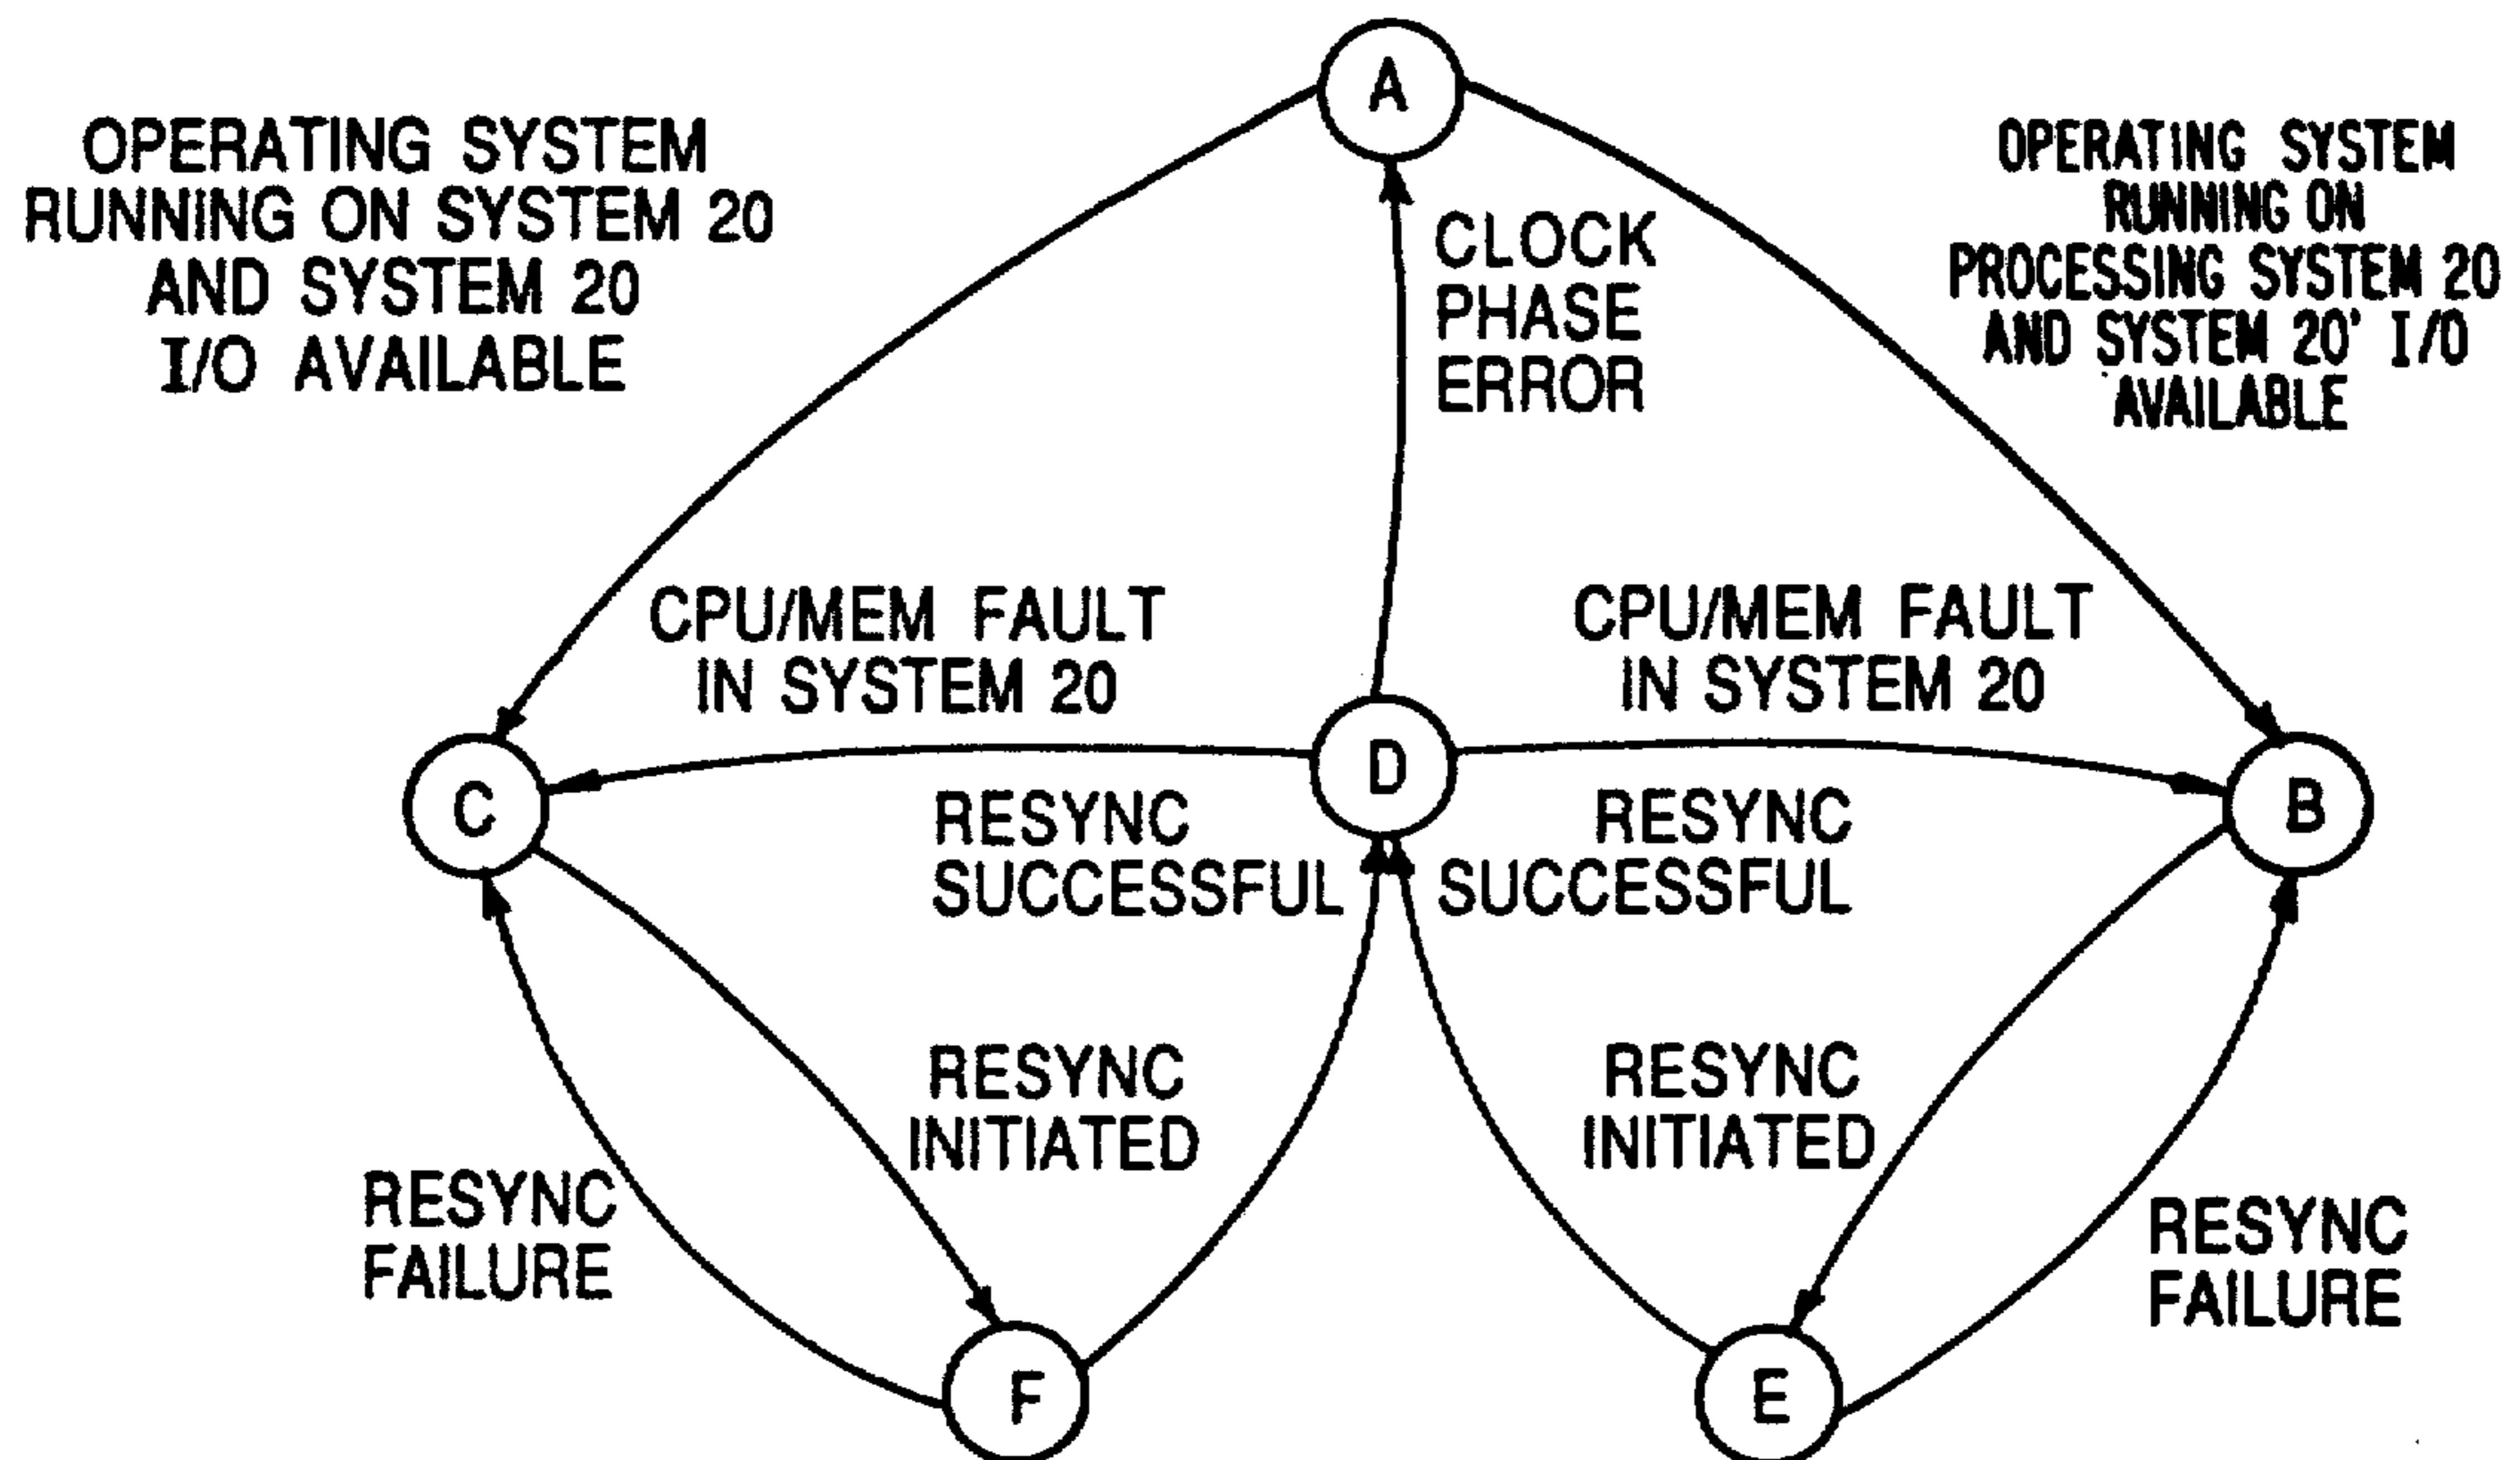 A
OPERATING SYSTEM
RUNNING ON SYSTEM 20
AND SYSTEM 20
I/O AVAILABLE
CLOCK
PHASE
ERROR
OPERATING SYSTEM
RUNNING ON
PROCESSING SYSTEM 20
AND SYSTEM 20' I/O
AVAILABLE
CPU/MEM FAULT
IN SYSTEM 20
CPU/MEM FAULT
IN SYSTEM 20
C
D
B
RESYNC
SUCCESSFUL
RESYNC
SUCCESSFUL
RESYNC
INITIATED
RESYNC
INITIATED
RESYNC
FAILURE
RESYNC
FAILURE
F
E